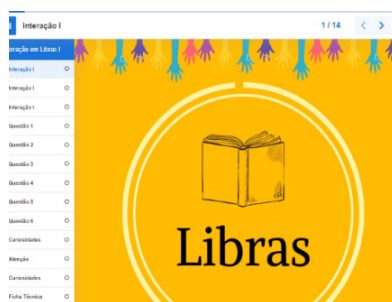 Interação I
1 / 14
oração em Libras I
Interação I
Interação I
Interação I
Questão 1
Questão 2
Questão 3
Questão 4
Questão 5
Questão 6
Curiosidades
Atenção
Curiosidades
Ficha Técnica
Libras